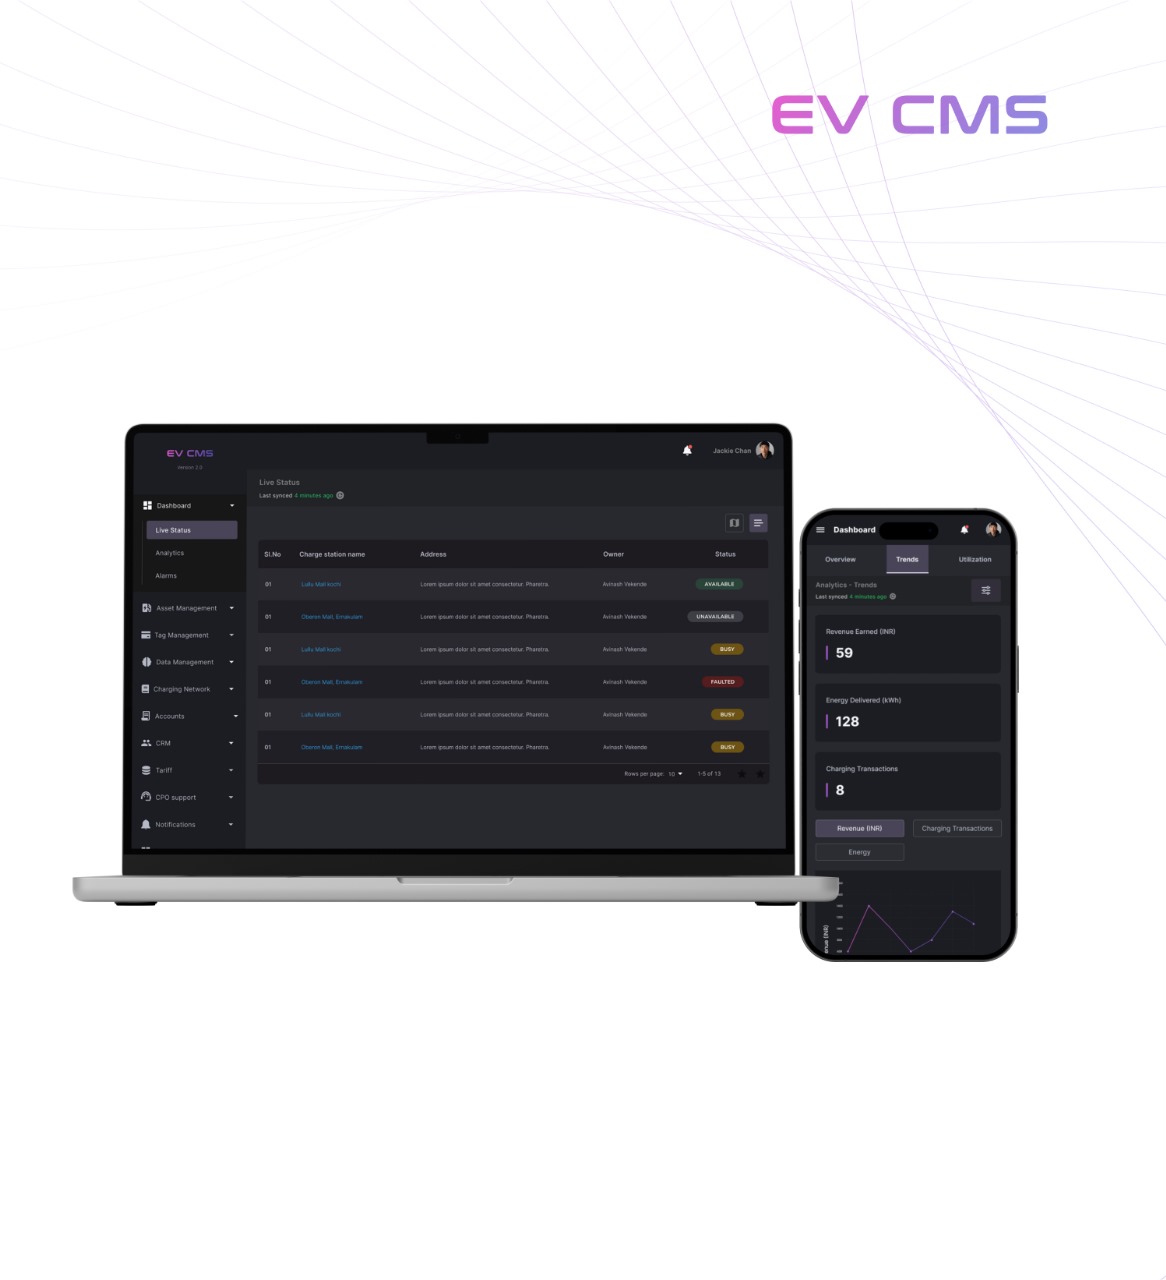 EV CMS
EV CMS
Version 2.0
Jackie Chan
Dashboard
Live Status
Analytics
Alarms
Asset Management
Tag Management
Data Management
Charging Network
Accounts
CRM
Tariff
CPO support
Notifications
Live Status
Last synced 4 minutes ago
Sl.No Charge station name Address Owner Status
01 Lullu Mall kochi Lorem ipsum dolor sit amet consectetur. Pharetra. Avinash Vekende AVAILABLE
01 Oberon Mall, Ernakulam Lorem ipsum dolor sit amet consectetur. Pharetra. Avinash Vekende UNAVAILABLE
01 Lullu Mall kochi Lorem ipsum dolor sit amet consectetur. Pharetra. Avinash Vekende BUSY
01 Oberon Mall, Ernakulam Lorem ipsum dolor sit amet consectetur. Pharetra. Avinash Vekende FAULTED
01 Lullu Mall kochi Lorem ipsum dolor sit amet consectetur. Pharetra. Avinash Vekende BUSY
01 Oberon Mall, Ernakulam Lorem ipsum dolor sit amet consectetur. Pharetra. Avinash Vekende BUSY
Rows per page: 10 1-5 of 13
Dashboard
Overview Trends Utilization
Analytics - Trends
Last synced 4 minutes ago
Revenue Earned (INR)
59
Energy Delivered (kWh)
128
Charging Transactions
8
Revenue (INR) Charging Transactions
Energy
(INR)